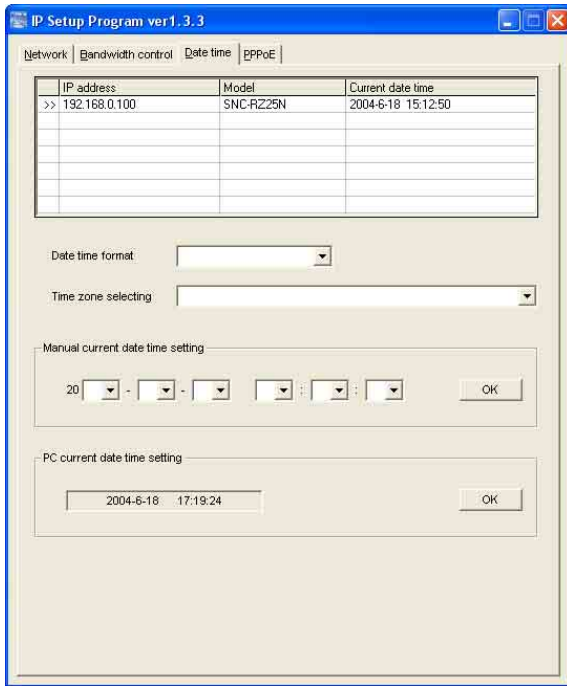 IP Setup Program ver1.3.3
Network Bandwidth control Date time PPPoE
IP address Model Current date time
>> 192.168.0.100 SNC-RZ25N 2004-6-18 15:12:50
Date time format
Time zone selecting
Manual current date time setting
20 - - : : OK
PC current date time setting
2004-6-18 17:19:24 OK